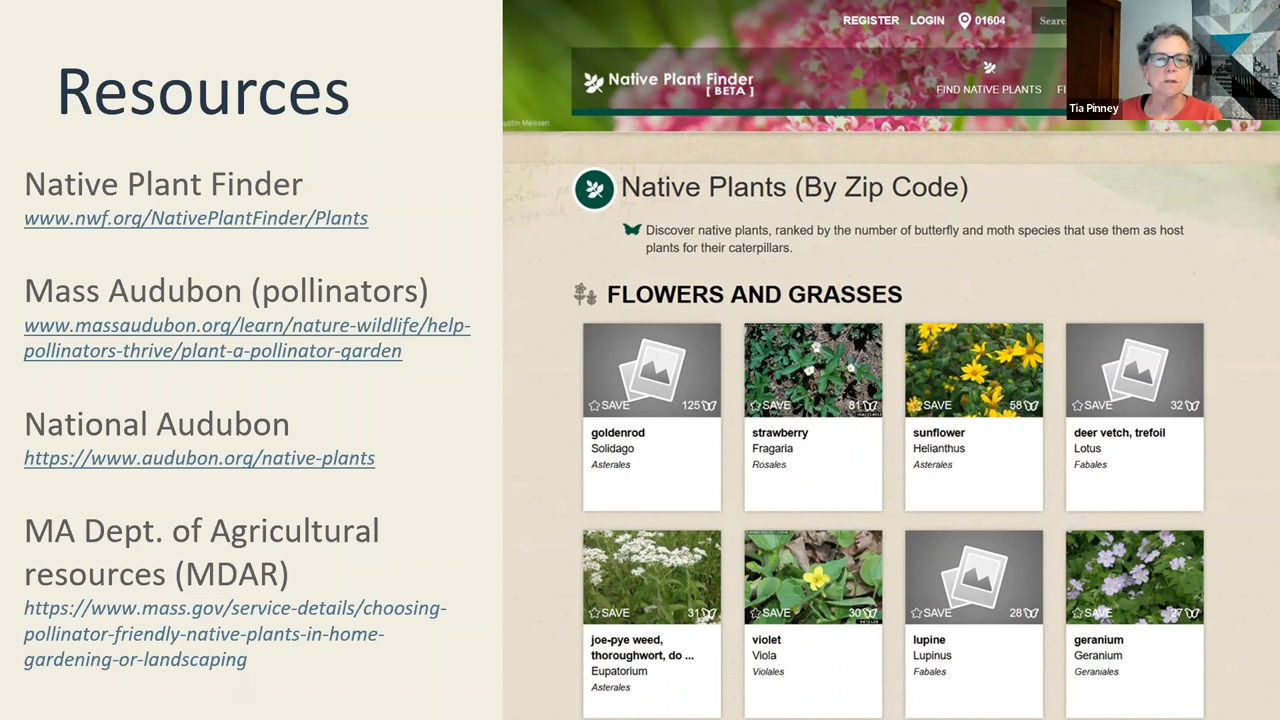 Resources
Native Plant Finder
www.nwf.org/NativePlantFinder/Plants
Mass Audubon (pollinators)
www.massaudubon.org/learn/nature-wildlife/help-
pollinators-thrive/plant-a-pollinator-garden
National Audubon
https://www.audubon.org/native-plants
MA Dept. of Agricultural
resources (MDAR)
https://www.mass.gov/service-details/choosing-
pollinator-friendly-native-plants-in-home-
gardening-or-landscaping
REGISTER LOGIN 01604 Sear
Native Plant Finder
[ BETA ]
FIND NATIVE PLANTS
Tia Pinney
ustin Meissen
Native Plants (By Zip Code)
Discover native plants, ranked by the number of butterfly and moth species that use them as host
plants for their caterpillars.
FLOWERS AND GRASSES
SAVE 125
goldenrod
Solidago
Asterales
SAVE 81
strawberry
Fragaria
Rosales
SAVE 58
sunflower
Helianthus
Asterales
SAVE 32
deer vetch, trefoil
Lotus
Fabales
SAVE 31
joe-pye weed,
thoroughwort, do ...
Eupatorium
Asterales
SAVE 30
violet
Viola
Violales
SAVE 28
lupine
Lupinus
Fabales
SAVE 27
geranium
Geranium
Geraniales